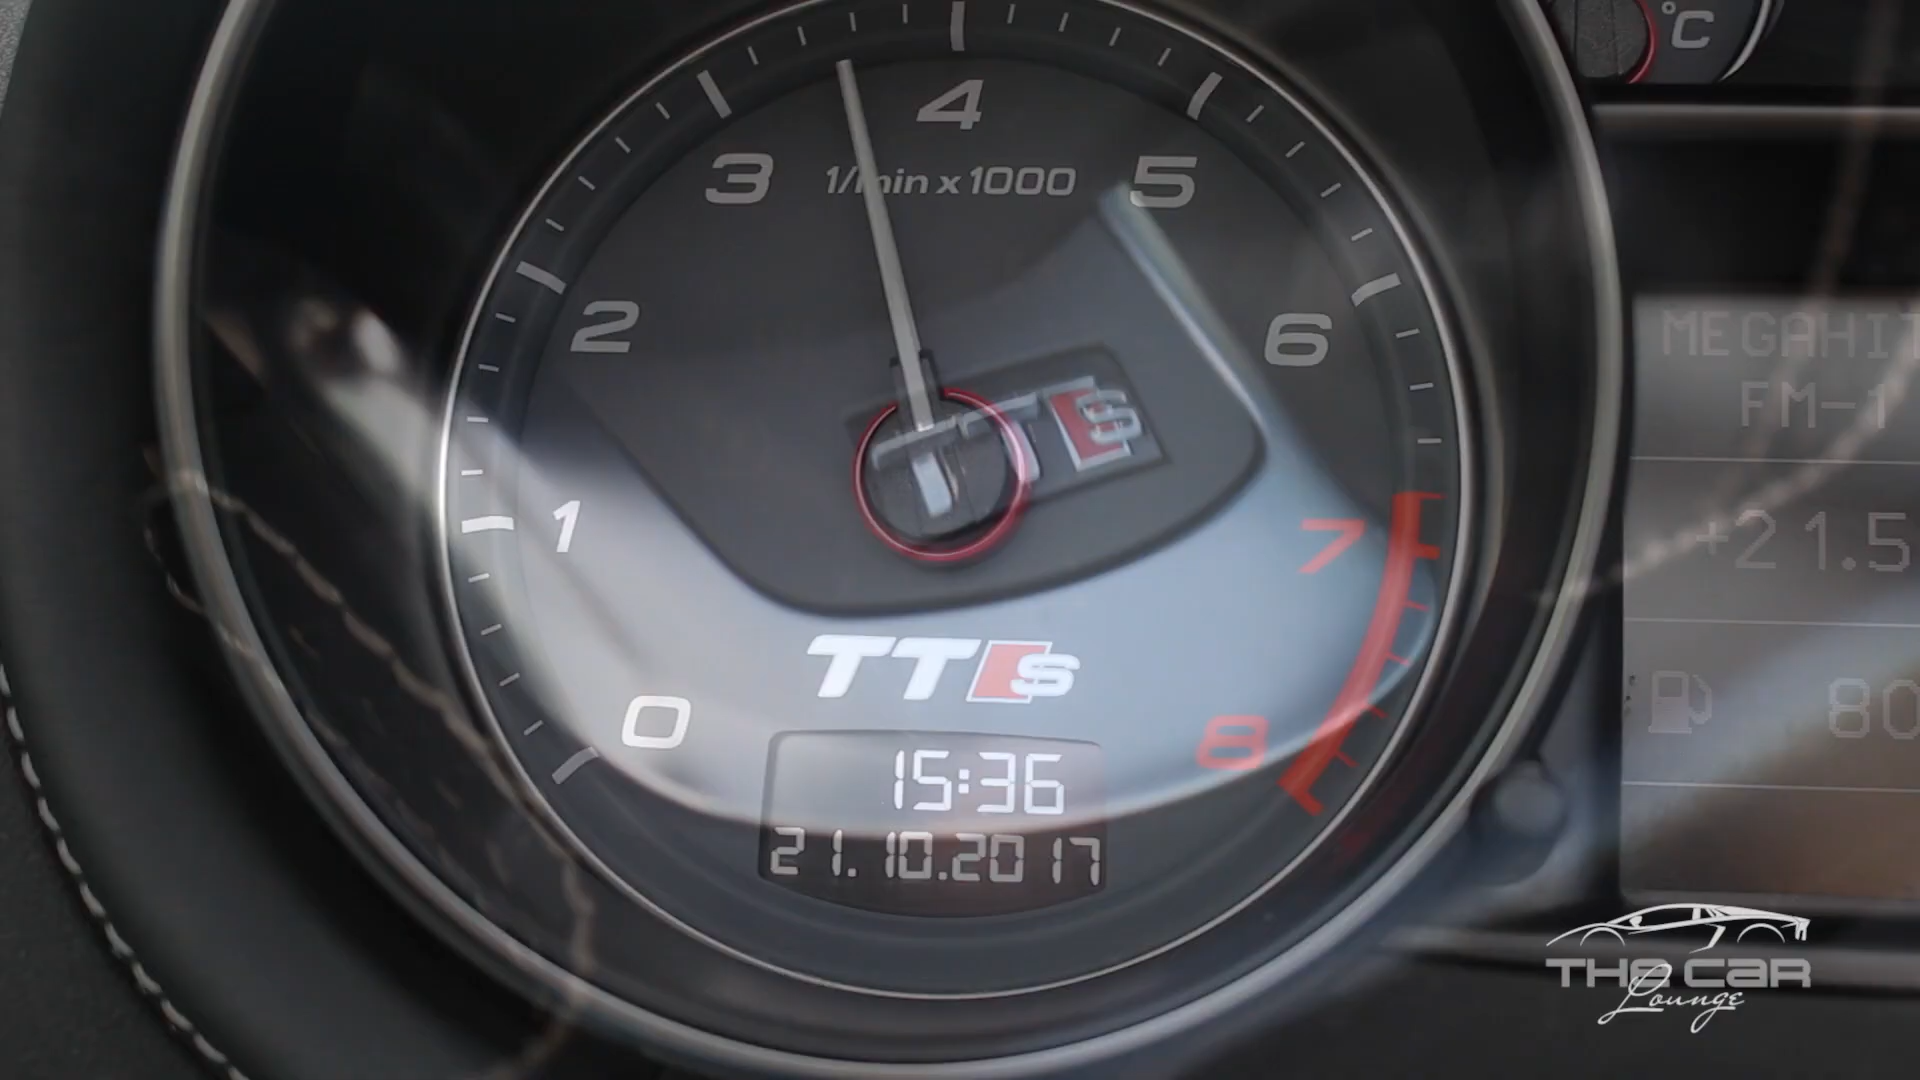 °C
4
3
1/min x 1000
5
2
6
MEGAHIT
FM-1
TTS
1
7
+21.5
TTS
0
8
80
15:36
21.10.2017
THE CAR
Lounge